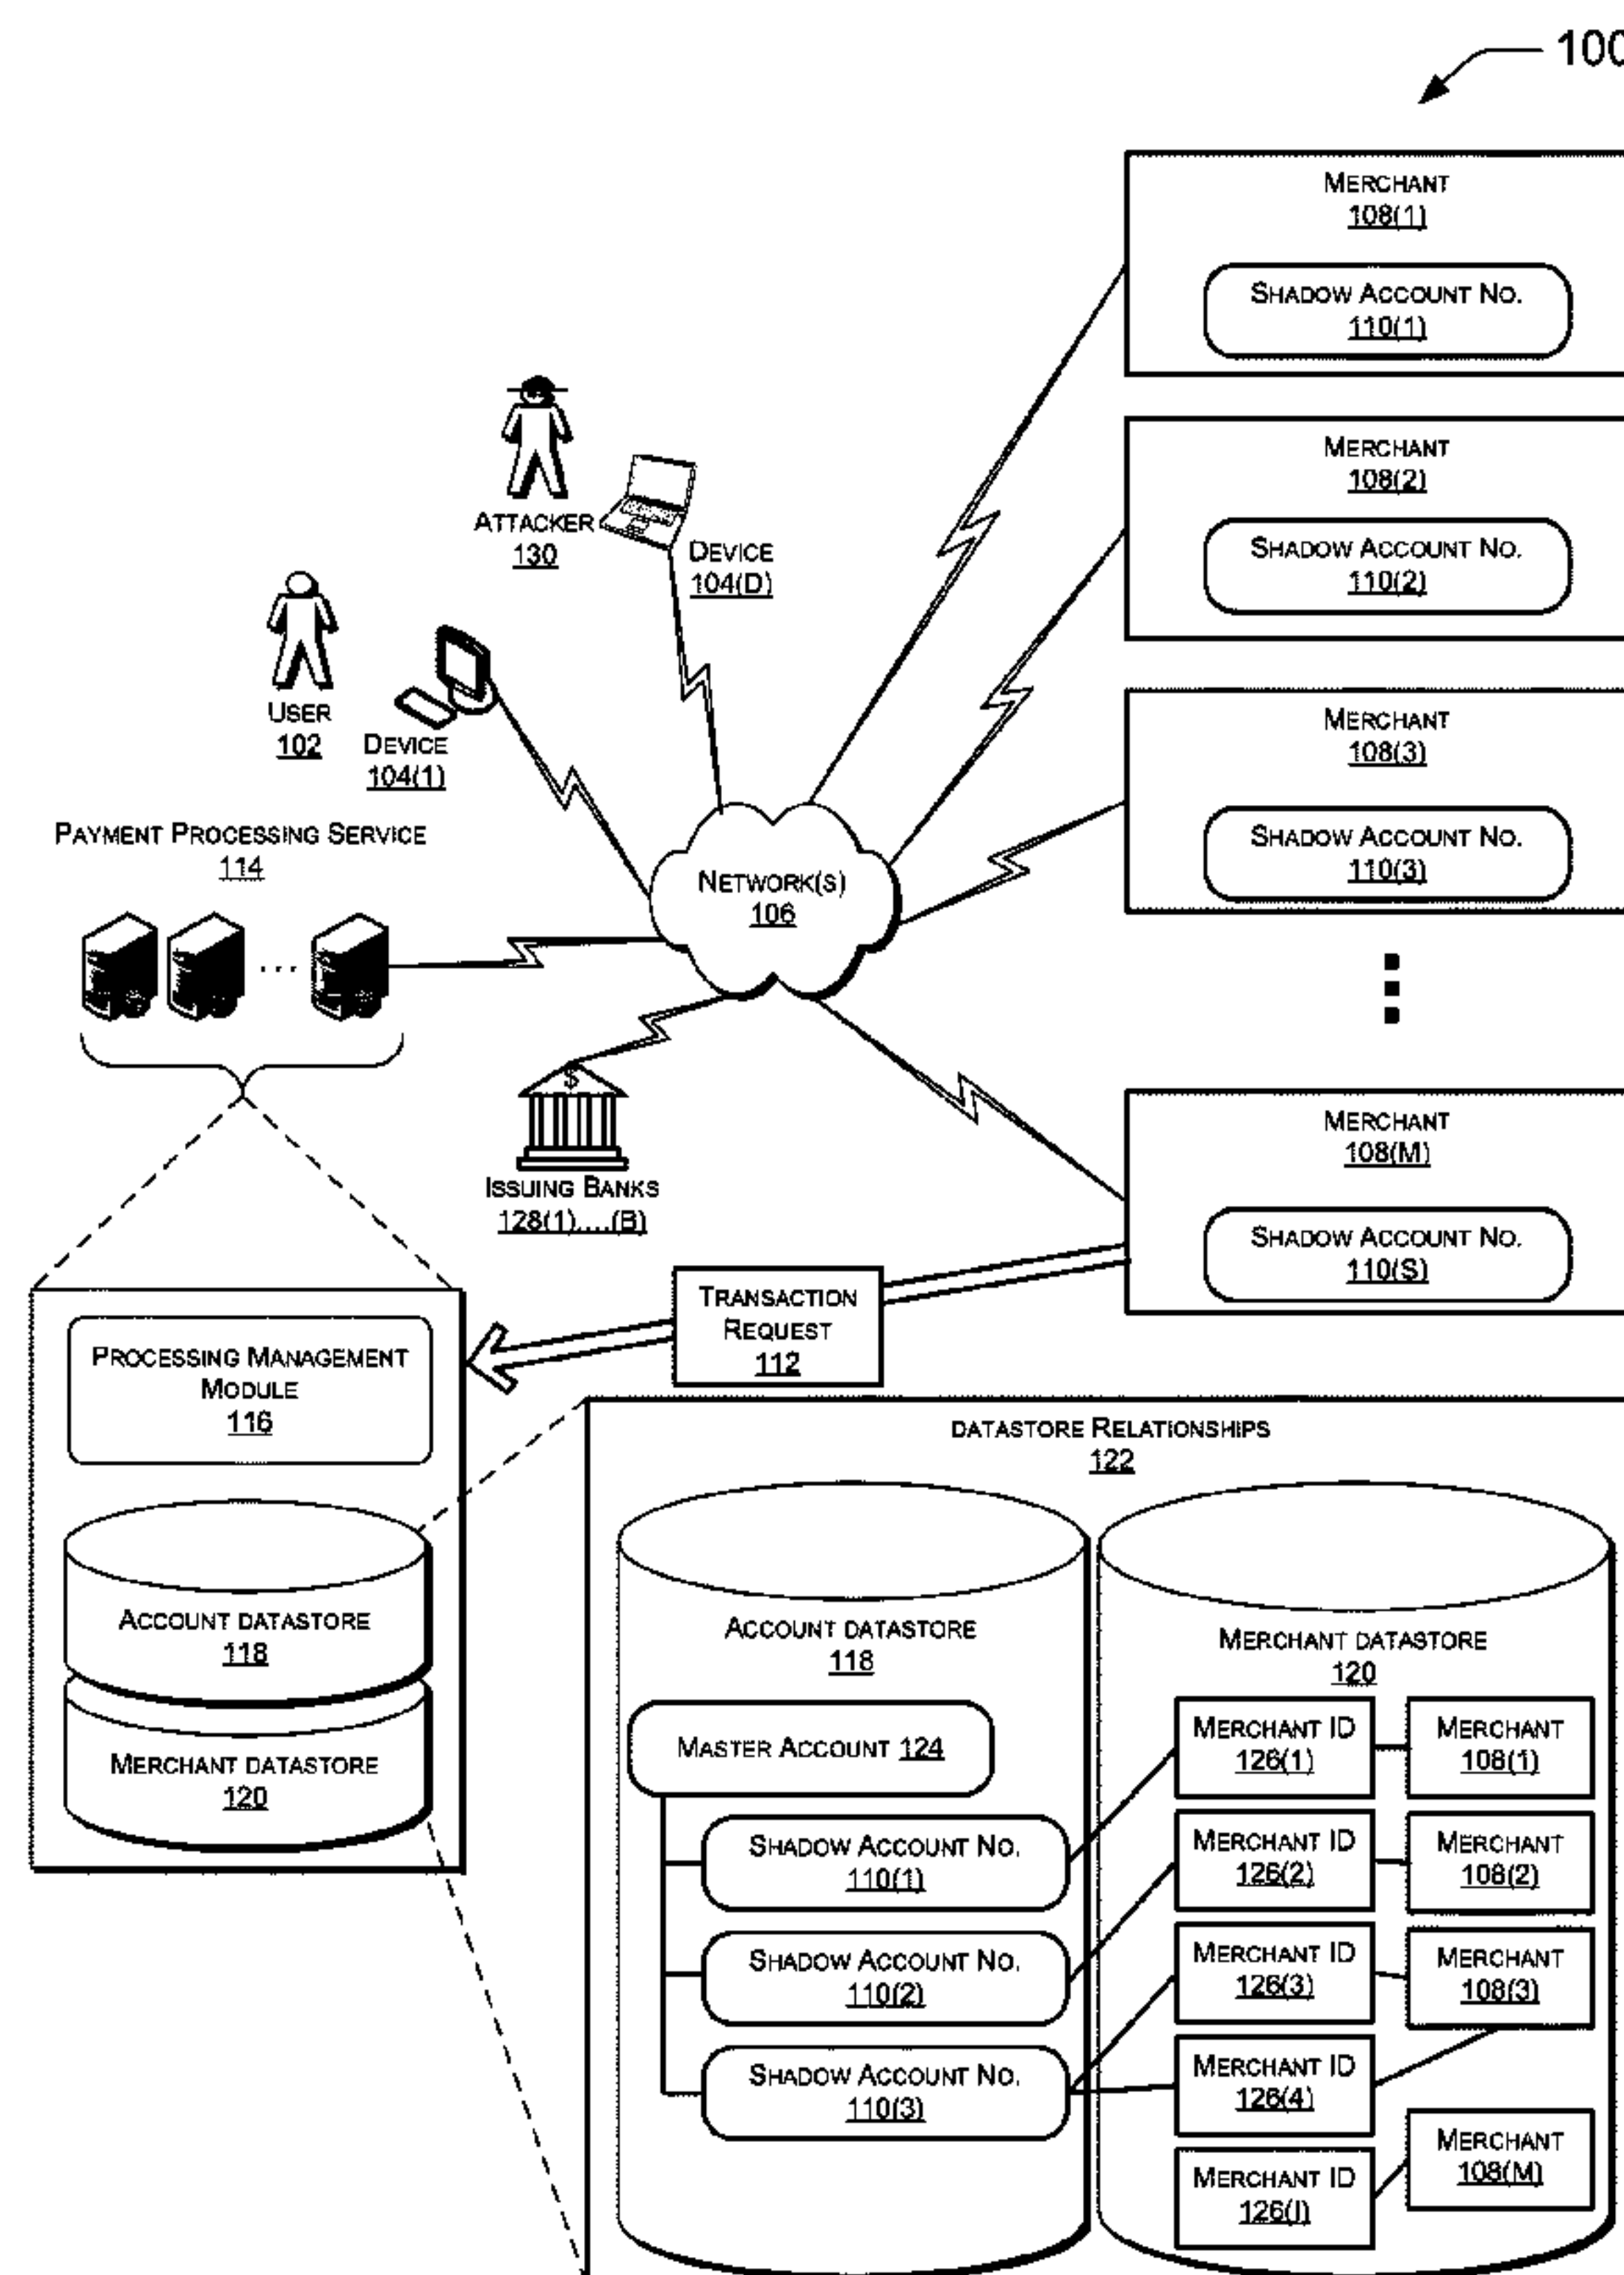 100
MERCHANT
108(1)
SHADOW ACCOUNT NO.
110(1)
MERCHANT
108(2)
SHADOW ACCOUNT NO.
110(2)
MERCHANT
108(3)
SHADOW ACCOUNT NO.
110(3)
MERCHANT
108(M)
SHADOW ACCOUNT NO.
110(S)
ATTACKER
130
DEVICE
104(D)
USER
102
DEVICE
104(1)
PAYMENT PROCESSING SERVICE
114
...
NETWORK(S)
106
$
ISSUING BANKS
128(1)....(B)
TRANSACTION
REQUEST
112
PROCESSING MANAGEMENT
MODULE
116
ACCOUNT DATASTORE
118
MERCHANT DATASTORE
120
DATASTORE RELATIONSHIPS
122
ACCOUNT DATASTORE
118
MASTER ACCOUNT 124
SHADOW ACCOUNT NO.
110(1)
SHADOW ACCOUNT NO.
110(2)
SHADOW ACCOUNT NO.
110(3)
MERCHANT DATASTORE
120
MERCHANT ID
126(1)
MERCHANT
108(1)
MERCHANT ID
126(2)
MERCHANT
108(2)
MERCHANT ID
126(3)
MERCHANT
108(3)
MERCHANT ID
126(4)
MERCHANT ID
126(I)
MERCHANT
108(M)